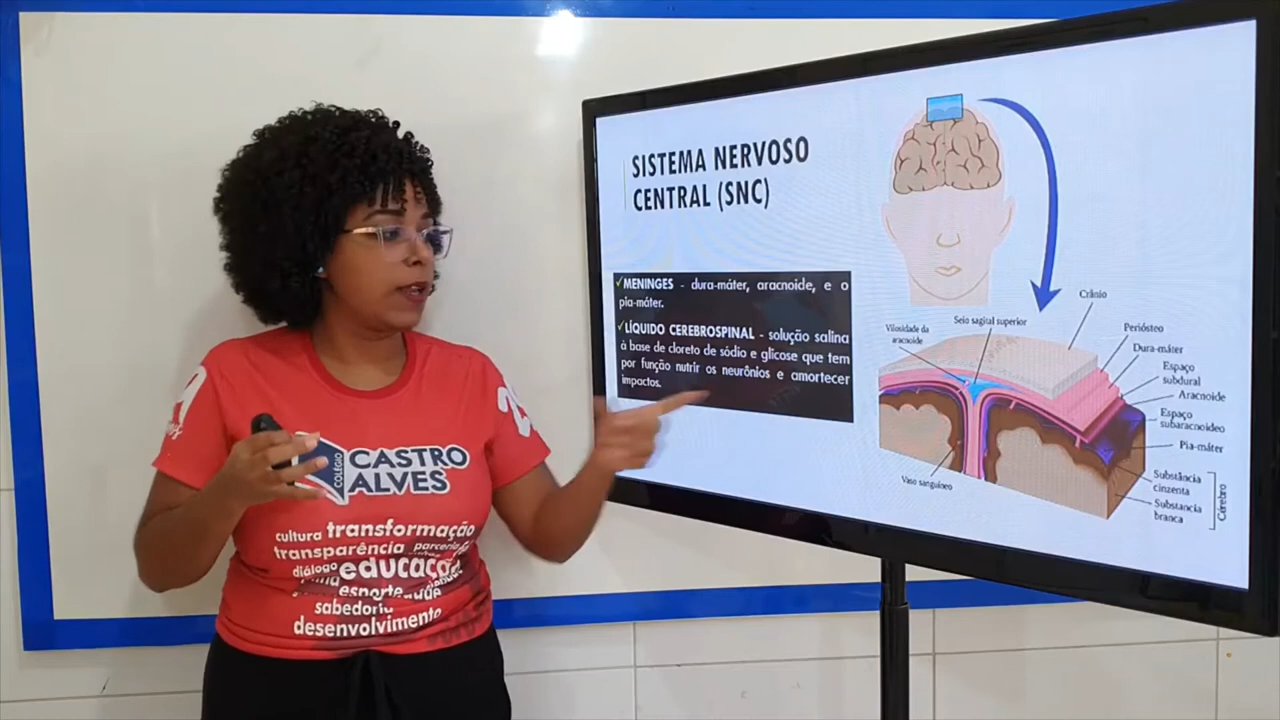 SISTEMA NERVOSO
CENTRAL (SNC)
✓MENINGES - dura-máter, aracnoide, e o
pia-máter.
✓LÍQUIDO CEREBROSPINAL - solução salina
à base de cloreto de sódio e glicose que tem
por função nutrir os neurônios e amortecer
impactos.
Crânio
Seio sagital superior
Vilosidade da
aracnoide
Periósteo
Dura-máter
Espaço
subdural
Aracnoide
Espaço
subaracnoideo
Pia-máter
Substância
cinzenta
Substancia
branca
Cérebro
Vaso sanguíneo
COLÉGIO
CASTRO
ALVES
cultura transformação
transparência parceria
diálogo educação
esporte
sabedoria
desenvolvimento